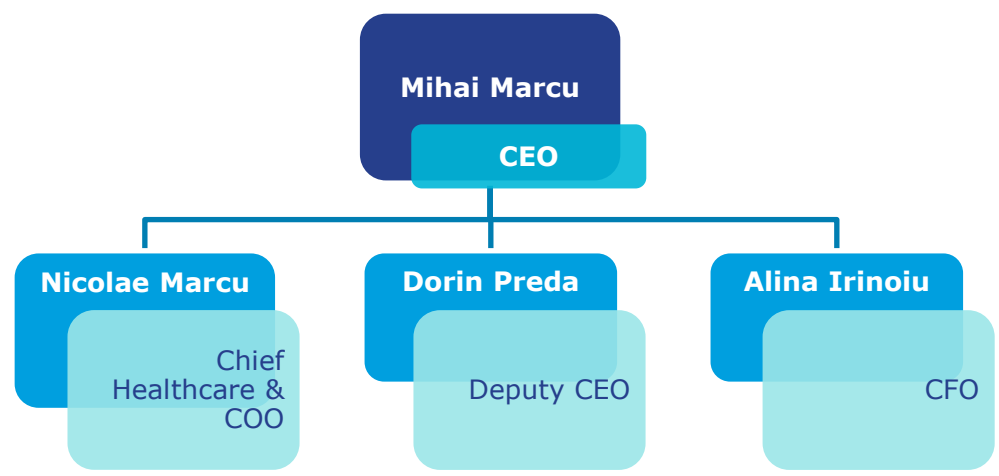 Mihai Marcu
CEO
Nicolae Marcu
Chief
Healthcare &
COO
Dorin Preda
Deputy CEO
Alina Irinoiu
CFO